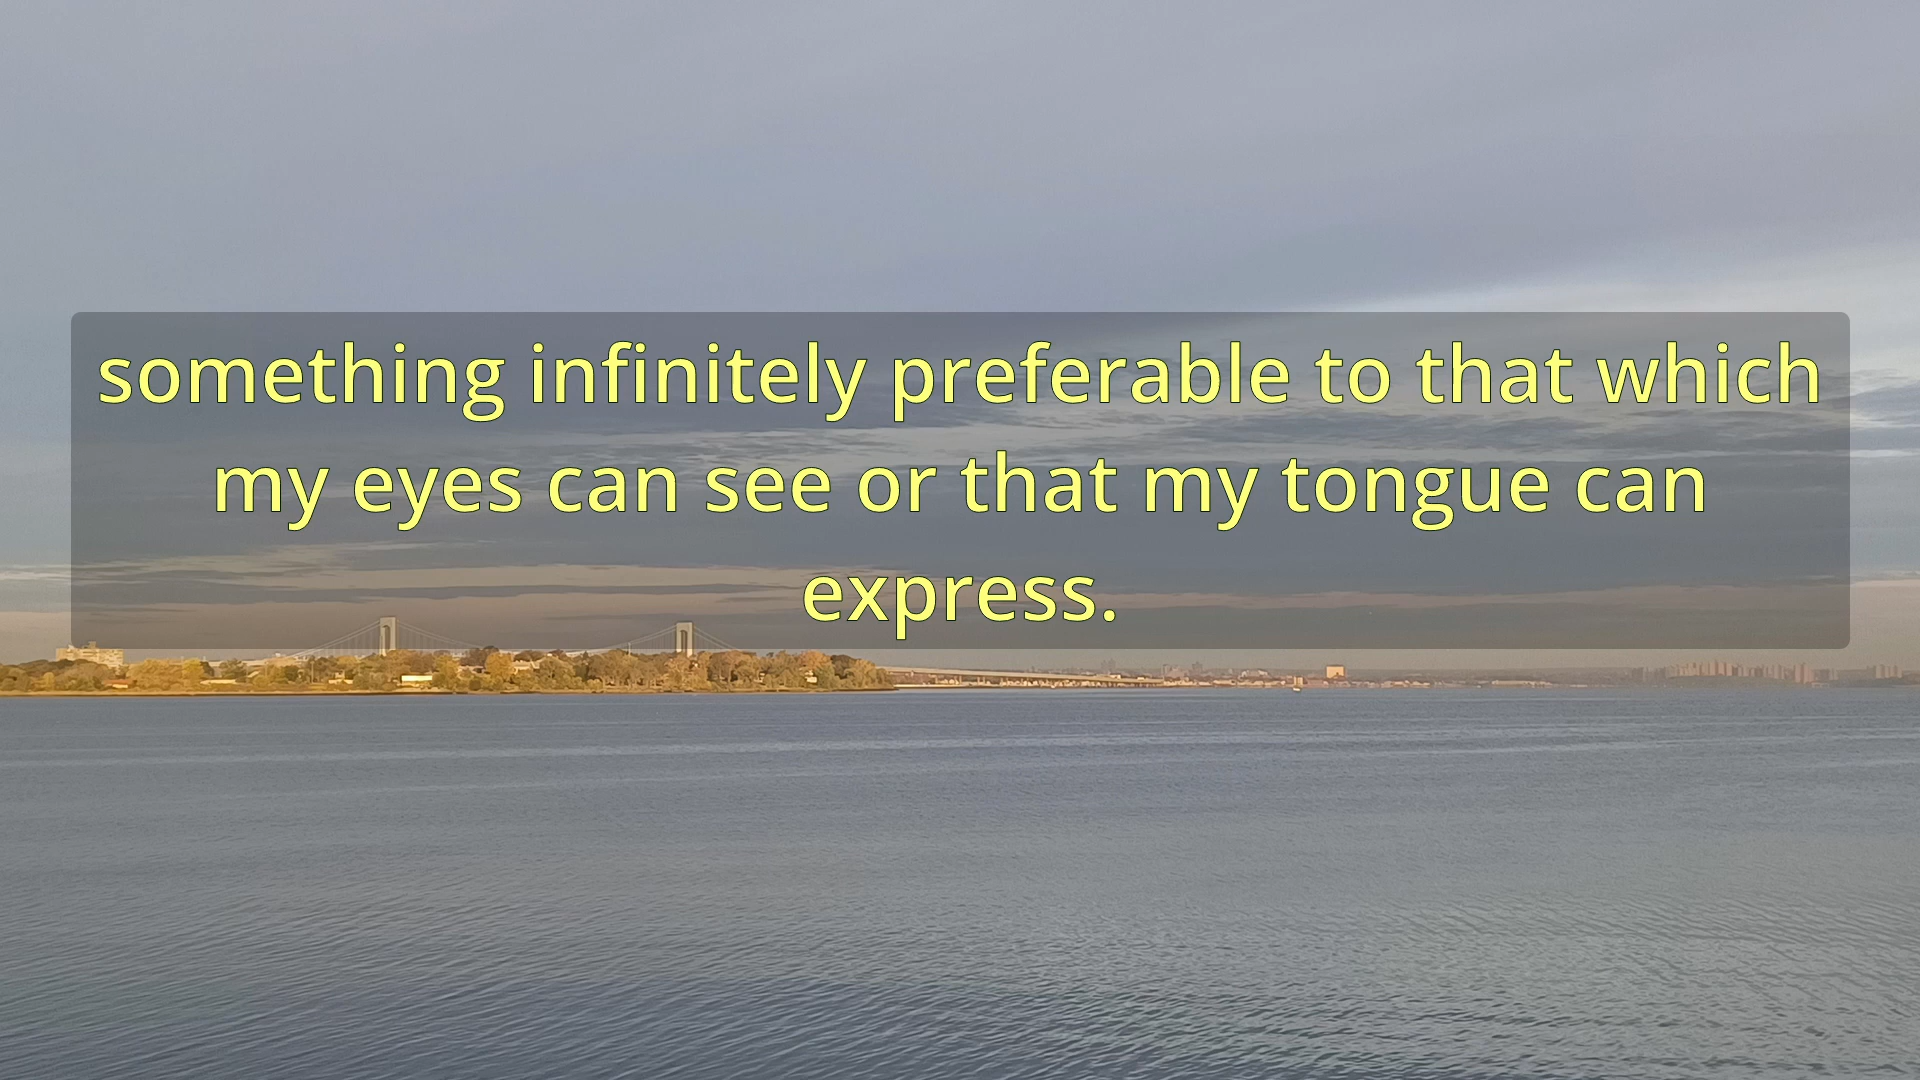 something infinitely preferable to that which
my eyes can see or that my tongue can
express.